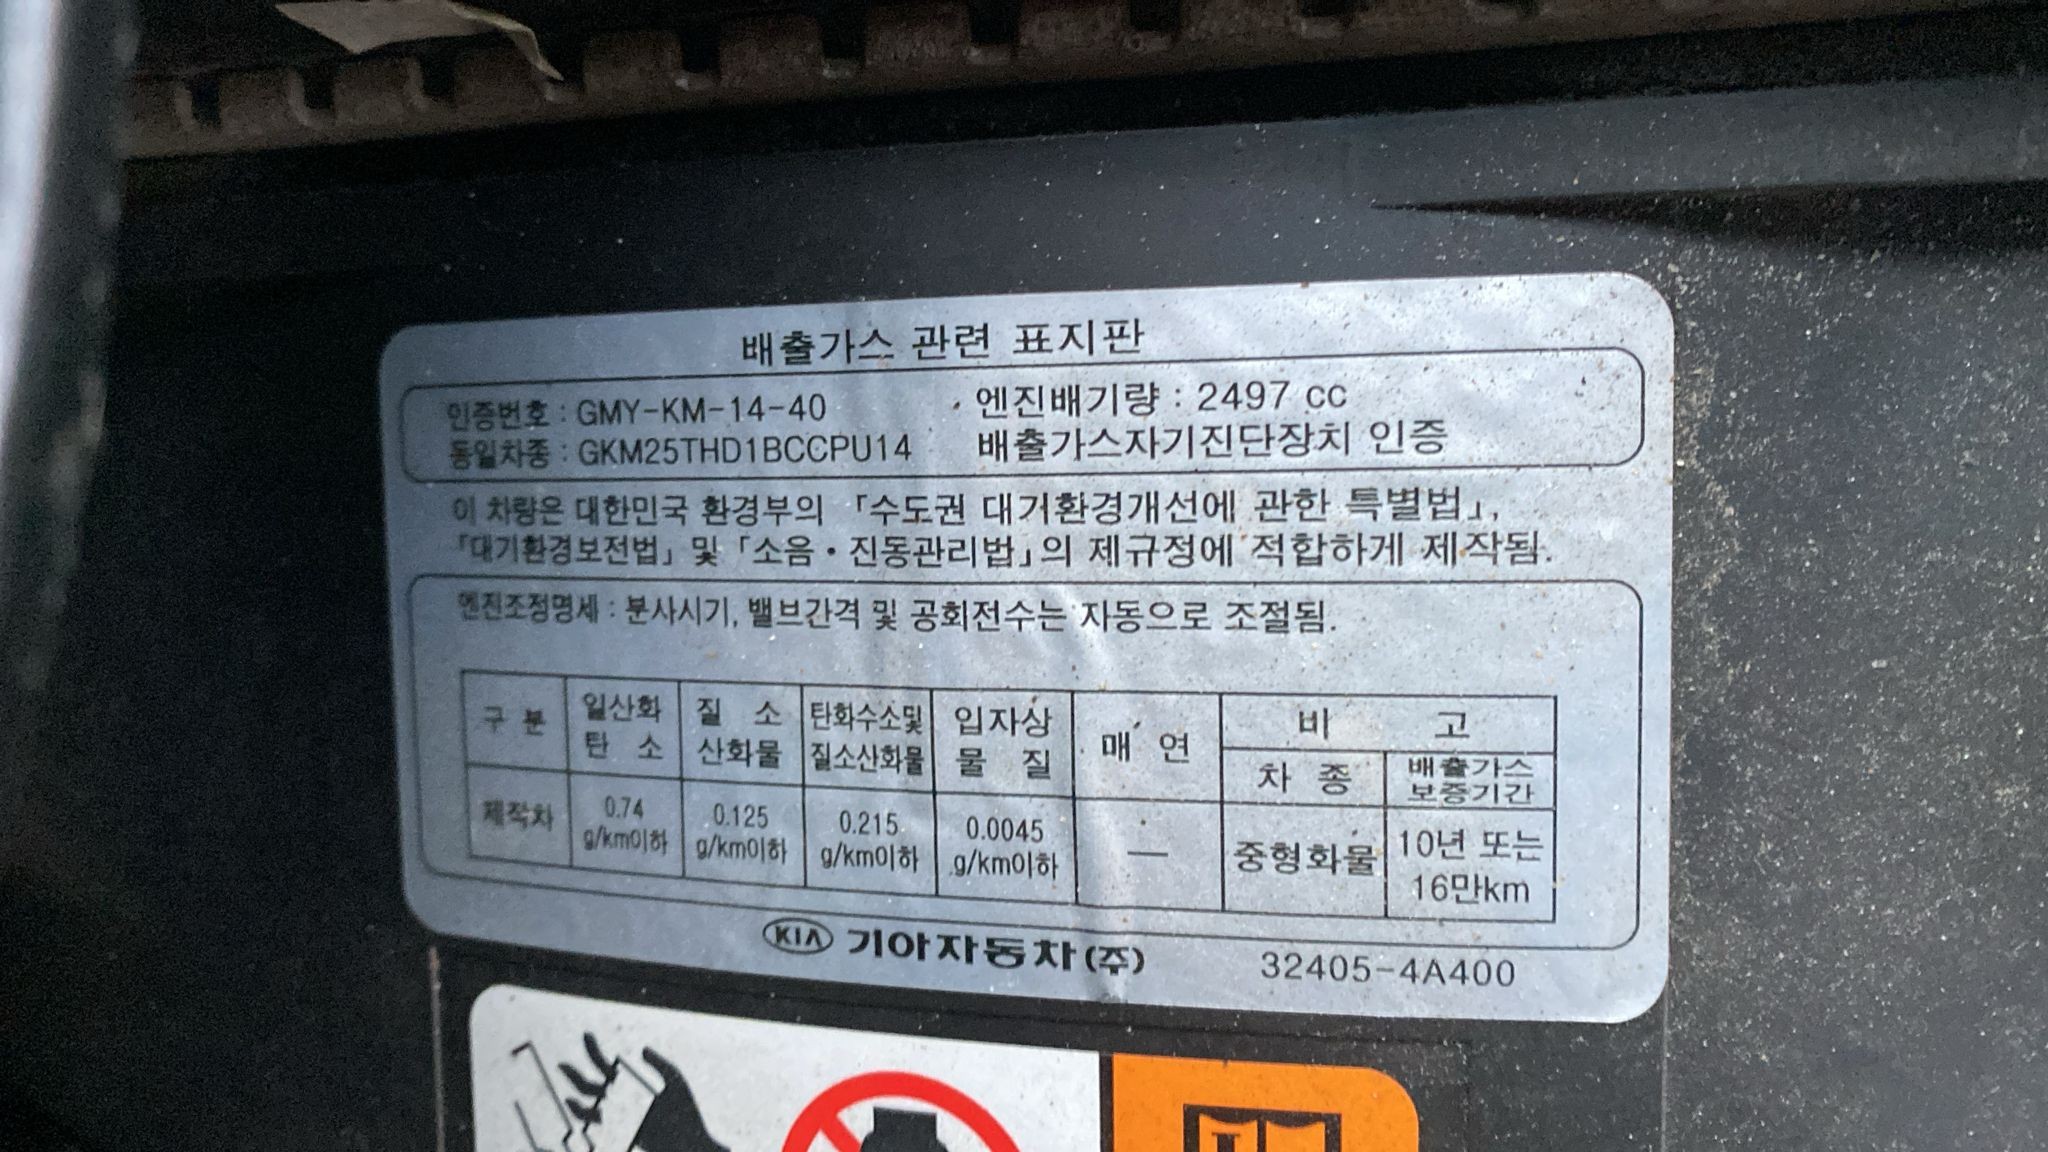 배출가스 관련 표지판
인증번호 : GMY-KM-14-40 엔진배기량 : 2497 cc
동일차종 : GKM25THD1BCCPU14 배출가스자기진단장치 인증
이 차량은 대한민국 환경부의 「수도권 대기환경개선에 관한 특별법」,
「대기환경보전법」 및 「소음·진동관리법」의 제규정에 적합하게 제작됨.
엔진조정명세 : 분사시기, 밸브간격 및 공회전수는 자동으로 조절됨.
구 분 일산화 탄 소 질 소 산화물 탄화수소및 질소산화물 입자상 물 질 매 연 비 고
차 종 배출가스 보증기간
제작차 0.74 g/km이하 0.125 g/km이하 0.215 g/km이하 0.0045 g/km이하 — 중형화물 10년 또는 16만km
KIA 기아자동차(주) 32405-4A400